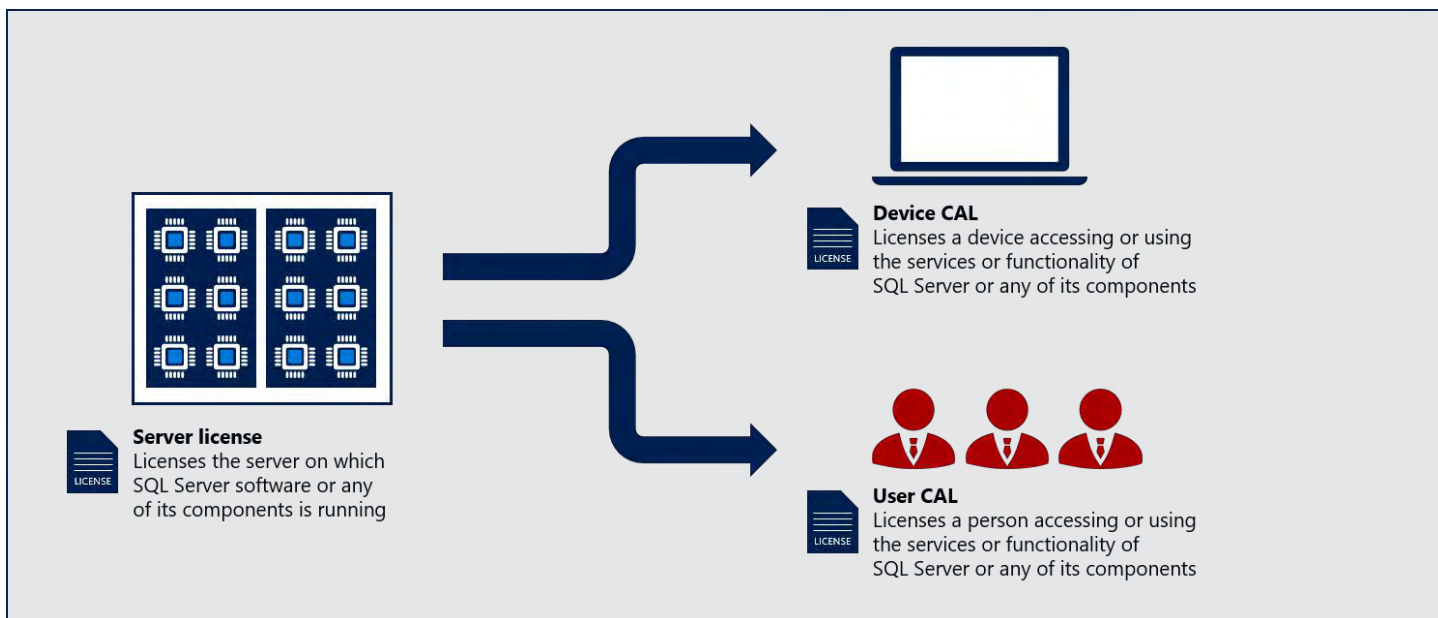 Server license
Licenses the server on which
SQL Server software or any
of its components is running
LICENSE
Device CAL
Licenses a device accessing or using
the services or functionality of
SQL Server or any of its components
LICENSE
User CAL
Licenses a person accessing or using
the services or functionality of
SQL Server or any of its components
LICENSE